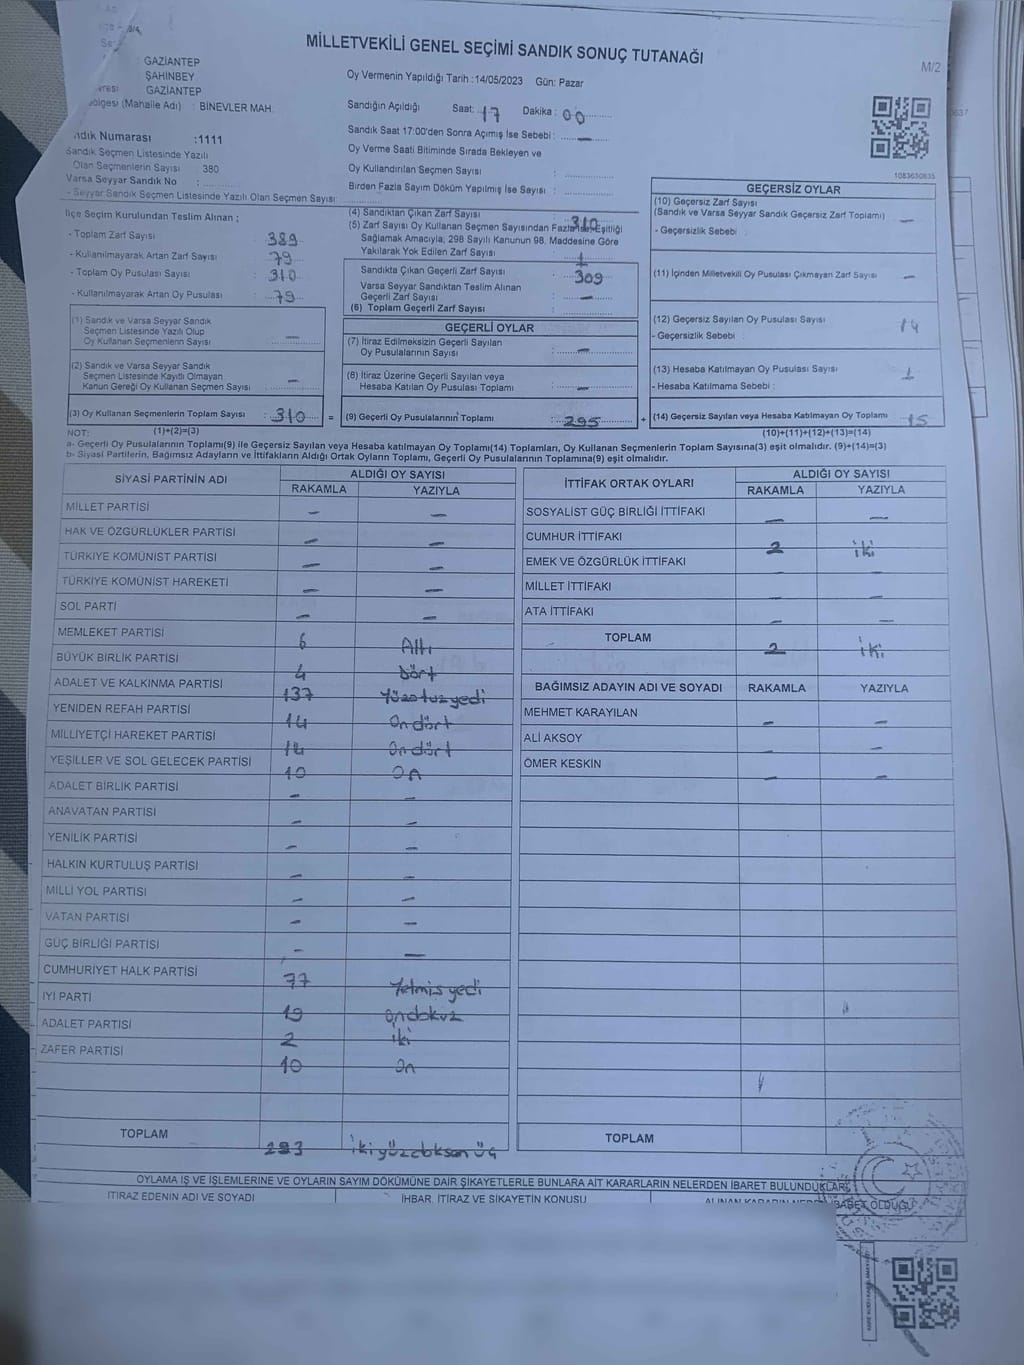 MİLLETVEKİLİ GENEL SEÇİMİ SANDIK SONUÇ TUTANAĞI
M/2
GAZİANTEP
ŞAHİNBEY
GAZİANTEP
(Mahalle Adı) : BİNEVLER MAH.
Oy Vermenin Yapıldığı Tarih :14/05/2023 Gün: Pazar
Sandığın Açıldığı Saat: 17 Dakika : 00
Numarası :1111
Sandık Seçmen Listesinde Yazılı
Olan Seçmenlerin Sayısı : 380
Varsa Seyyar Sandık No :
- Seyyar Sandık Seçmen Listesinde Yazılı Olan Seçmen Sayısı:
Sandık Saat 17:00'den Sonra Açımış İse Sebebi : —
Oy Verme Saati Bitiminde Sırada Bekleyen ve
Oy Kullandırılan Seçmen Sayısı :
Birden Fazla Sayım Döküm Yapılmış İse Sayısı :
1083630635
İlçe Seçim Kurulundan Teslim Alınan ;
- Toplam Zarf Sayısı : 389
- Kullanılmayarak Artan Zarf Sayısı : 79
- Toplam Oy Pusulası Sayısı : 310
- Kullanılmayarak Artan Oy Pusulası : 79
(1) Sandık ve Varsa Seyyar Sandık
Seçmen Listesinde Yazılı Olup
Oy Kullanan Seçmenlerin Sayısı : —
(2) Sandık ve Varsa Seyyar Sandık
Seçmen Listesinde Kayıtlı Olmayan
Kanun Gereği Oy Kullanan Seçmen Sayısı : —
(3) Oy Kullanan Seçmenlerin Toplam Sayısı : 310 =
(1)+(2)=(3)
(4) Sandıktan Çıkan Zarf Sayısı : 310
(5) Zarf Sayısı Oy Kullanan Seçmen Sayısından Fazla ise, Eşitliği
Sağlamak Amacıyla, 298 Sayılı Kanunun 98. Maddesine Göre
Yakılarak Yok Edilen Zarf Sayısı : 1
Sandıkta Çıkan Geçerli Zarf Sayısı : 309
Varsa Seyyar Sandıktan Teslim Alınan
Geçerli Zarf Sayısı : —
(6) Toplam Geçerli Zarf Sayısı :
GEÇERLİ OYLAR
(7) İtiraz Edilmeksizin Geçerli Sayılan
Oy Pusulalarının Sayısı : —
(8) İtiraz Üzerine Geçerli Sayılan veya
Hesaba Katılan Oy Pusulası Toplamı : —
(9) Geçerli Oy Pusulalarının Toplamı : 295 +
GEÇERSİZ OYLAR
(10) Geçersiz Zarf Sayısı
(Sandık ve Varsa Seyyar Sandık Geçersiz Zarf Toplamı) : —
- Geçersizlik Sebebi :
(11) İçinden Milletvekili Oy Pusulası Çıkmayan Zarf Sayısı : —
(12) Geçersiz Sayılan Oy Pusulası Sayısı : 14
- Geçersizlik Sebebi :
(13) Hesaba Katılmayan Oy Pusulası Sayısı : 1
- Hesaba Katılmama Sebebi :
(14) Geçersiz Sayılan veya Hesaba Katılmayan Oy Toplamı : 15
(10)+(11)+(12)+(13)=(14)
NOT:
a- Geçerli Oy Pusulalarının Toplamı(9) ile Geçersiz Sayılan veya Hesaba katılmayan Oy Toplamı(14) Toplamları, Oy Kullanan Seçmenlerin Toplam Sayısına(3) eşit olmalıdır. (9)+(14)=(3)
b- Siyasi Partilerin, Bağımsız Adayların ve İttifakların Aldığı Ortak Oyların Toplamı, Geçerli Oy Pusulalarının Toplamına(9) eşit olmalıdır.
SİYASİ PARTİNİN ADI ALDIĞI OY SAYISI
RAKAMLA YAZIYLA
MİLLET PARTİSİ — —
HAK VE ÖZGÜRLÜKLER PARTİSİ — —
TÜRKİYE KOMÜNİST PARTİSİ — —
TÜRKİYE KOMÜNİST HAREKETİ — —
SOL PARTİ — —
MEMLEKET PARTİSİ 6 Altı
BÜYÜK BİRLİK PARTİSİ 4 Dört
ADALET VE KALKINMA PARTİSİ 137 Yüzotuzyedi
YENİDEN REFAH PARTİSİ 14 Ondört
MİLLİYETÇİ HAREKET PARTİSİ 14 Ondört
YEŞİLLER VE SOL GELECEK PARTİSİ 10 On
ADALET BİRLİK PARTİSİ — —
ANAVATAN PARTİSİ — —
YENİLİK PARTİSİ — —
HALKIN KURTULUŞ PARTİSİ — —
MİLLİ YOL PARTİSİ — —
VATAN PARTİSİ — —
GÜÇ BİRLİĞİ PARTİSİ — —
CUMHURİYET HALK PARTİSİ 77 Yetmiş yedi
İYİ PARTİ 19 Ondokuz
ADALET PARTİSİ 2 İki
ZAFER PARTİSİ 10 On
TOPLAM 293
İTTİFAK ORTAK OYLARI ALDIĞI OY SAYISI
RAKAMLA YAZIYLA
SOSYALİST GÜÇ BİRLİĞİ İTTİFAKI — —
CUMHUR İTTİFAKI 2 iki
EMEK VE ÖZGÜRLÜK İTTİFAKI — —
MİLLET İTTİFAKI — —
ATA İTTİFAKI — —
TOPLAM 2 iki
BAĞIMSIZ ADAYIN ADI VE SOYADI RAKAMLA YAZIYLA
MEHMET KARAYILAN — —
ALİ AKSOY — —
ÖMER KESKİN — —
TOPLAM
OYLAMA İŞ VE İŞLEMLERİNE VE OYLARIN SAYIM DÖKÜMÜNE DAİR ŞİKAYETLERLE BUNLARA AİT KARARLARIN NELERDEN İBARET BULUNDUKLARI
İTİRAZ EDENİN ADI VE SOYADI İHBAR, İTİRAZ VE ŞİKAYETİN KONUSU